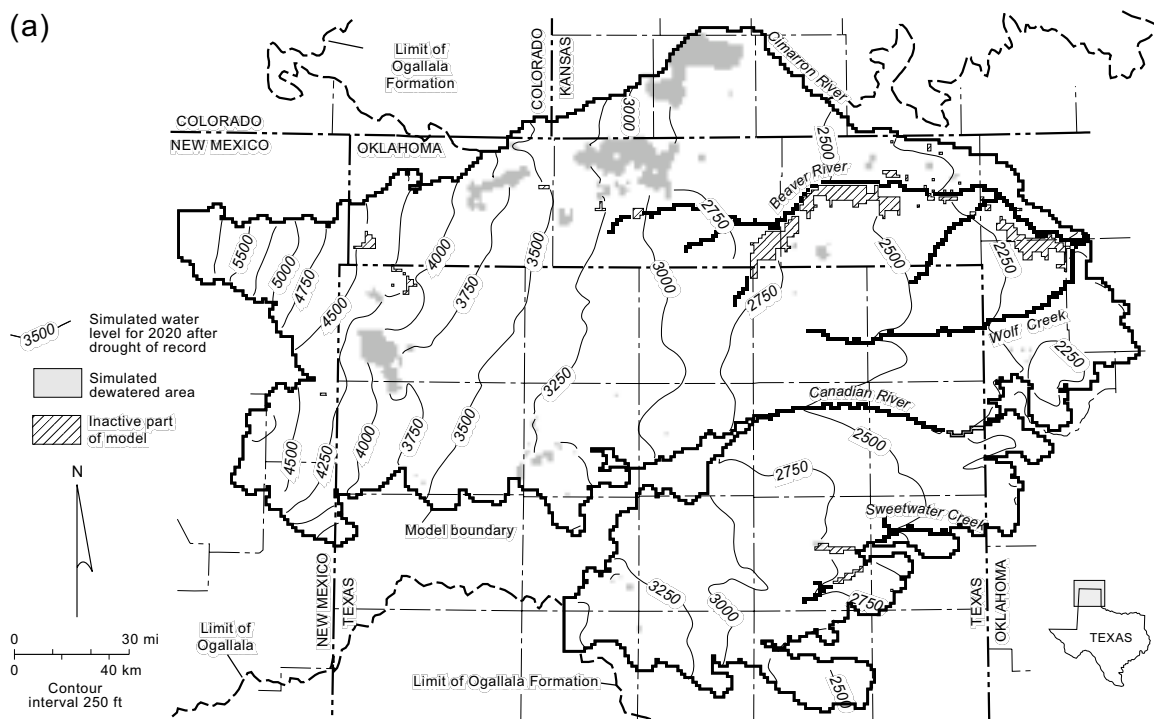 (a)
Limit of
Ogallala
Formation
COLORADO
KANSAS
Cimarron River
COLORADO
NEW MEXICO
OKLAHOMA
3000
2500
Beaver River
2750
5500
5000
4750
4500
4000
3750
3500
3000
2750
2500
2250
3500
Simulated water
level for 2020 after
drought of record
Simulated
dewatered area
Inactive part
of model
Wolf Creek
2250
3250
Canadian River
4500
4250
4000
3750
3500
2500
2750
N
Model boundary
Sweetwater Creek
NEW MEXICO
TEXAS
3250
3000
2750
TEXAS
OKLAHOMA
0 30 mi
0 40 km
Contour
interval 250 ft
Limit of
Ogallala
Limit of Ogallala Formation
2500
TEXAS